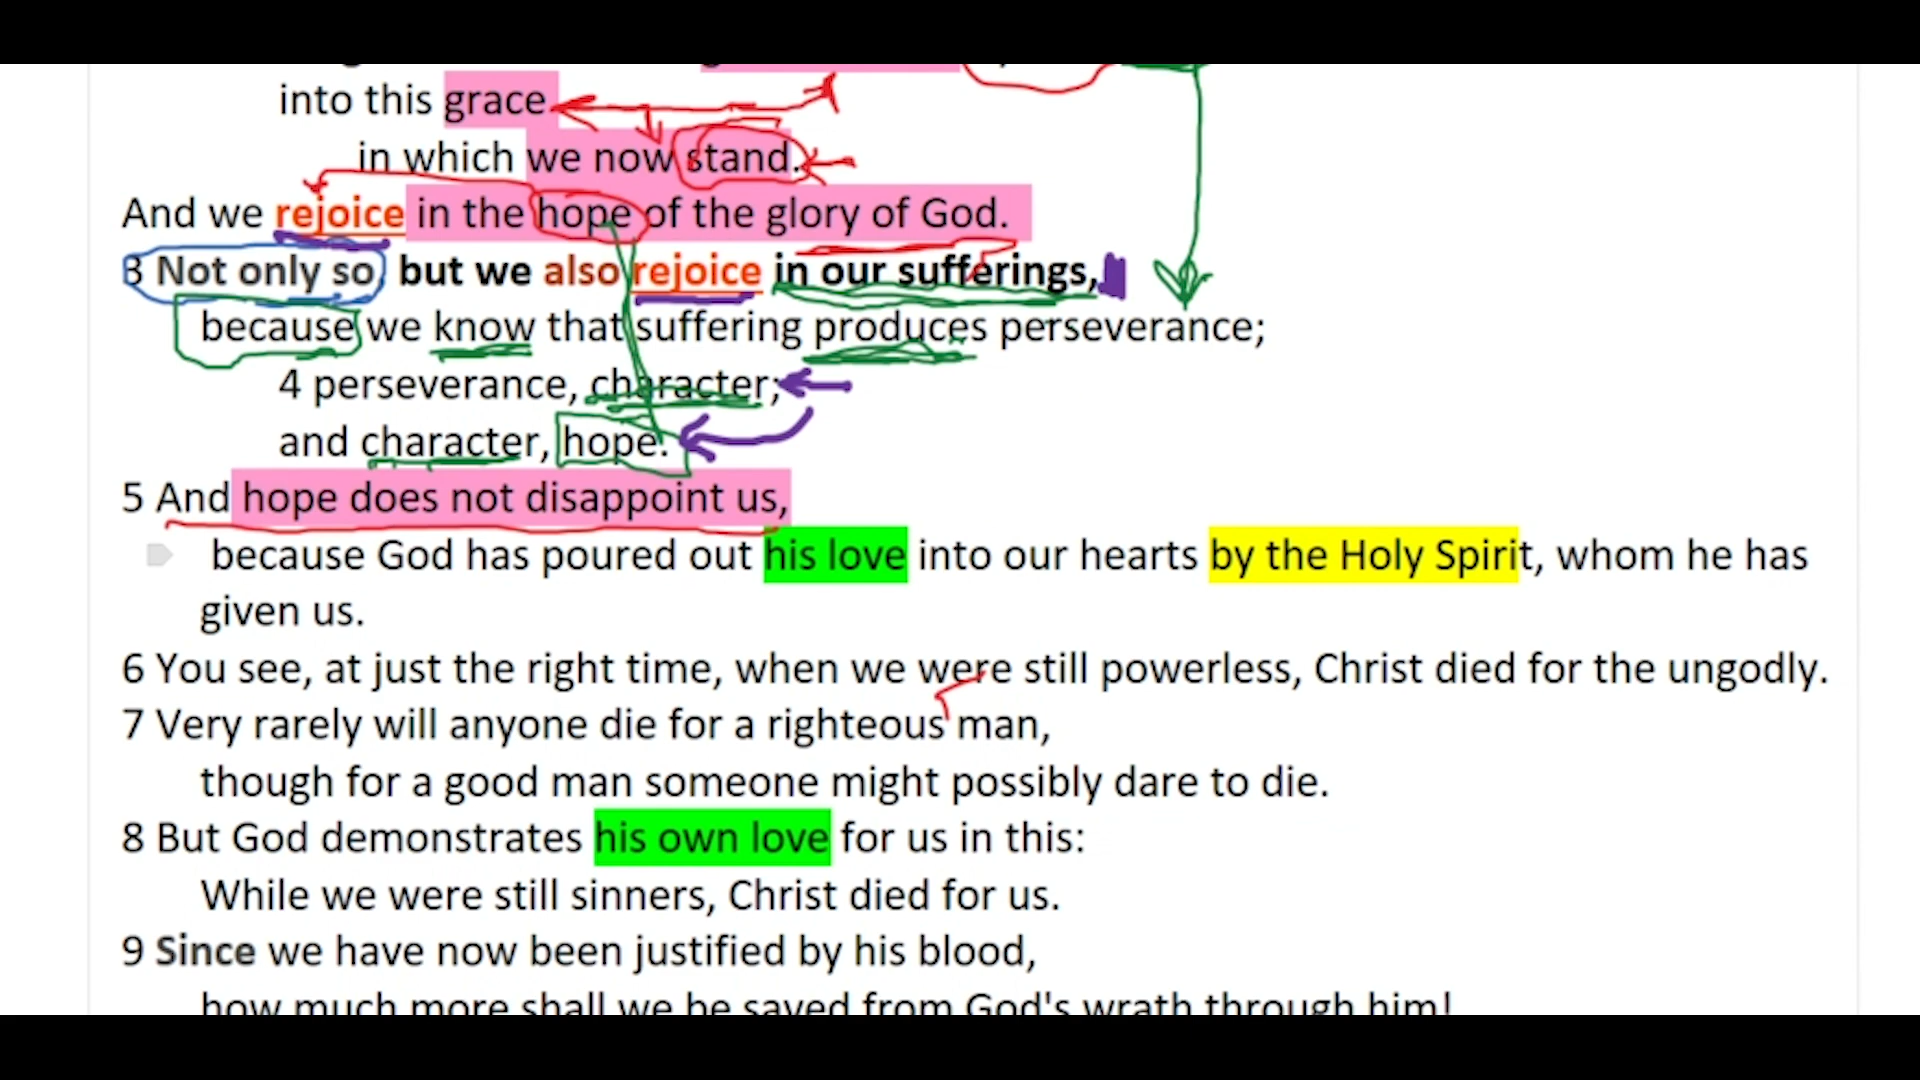 into this grace
in which we now stand.
And we rejoice in the hope of the glory of God.
3 Not only so, but we also rejoice in our sufferings,
because we know that suffering produces perseverance;
4 perseverance, character;
and character, hope.
5 And hope does not disappoint us,
because God has poured out his love into our hearts by the Holy Spirit, whom he has
given us.
6 You see, at just the right time, when we were still powerless, Christ died for the ungodly.
7 Very rarely will anyone die for a righteous man,
though for a good man someone might possibly dare to die.
8 But God demonstrates his own love for us in this:
While we were still sinners, Christ died for us.
9 Since we have now been justified by his blood,
how much more shall we be saved from God's wrath through him!